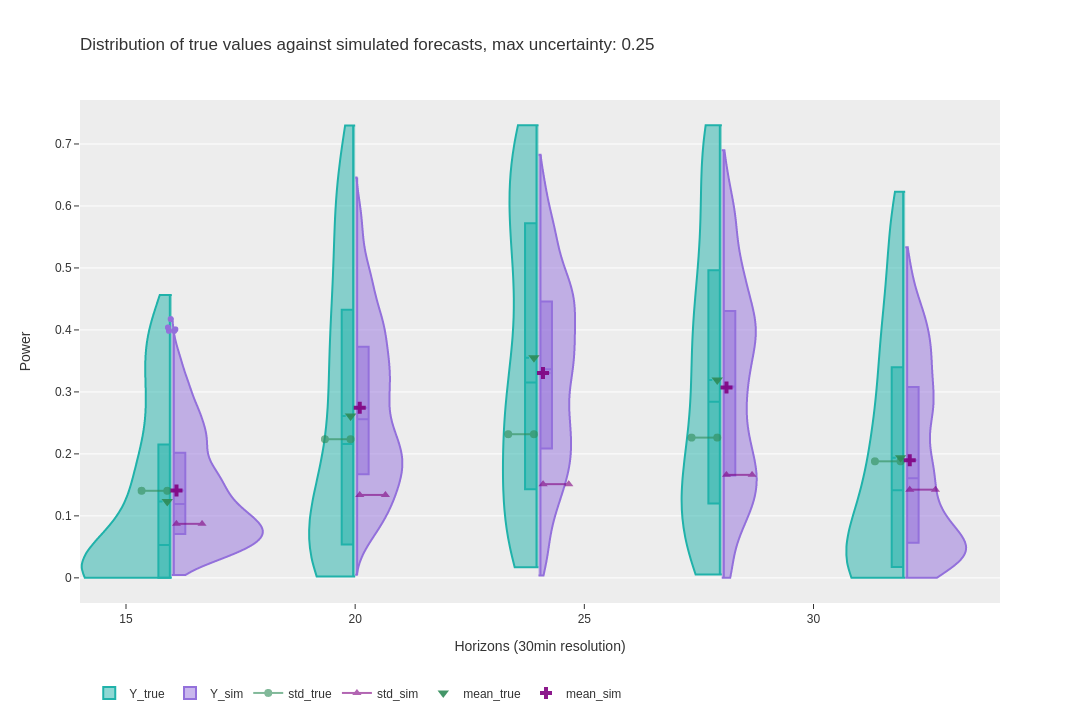 Distribution of true values against simulated forecasts, max uncertainty: 0.25
0.7
0.6
0.5
0.4
0.3
0.2
0.1
0
Power
15 20 25 30
Horizons (30min resolution)
Y_true Y_sim std_true std_sim mean_true mean_sim